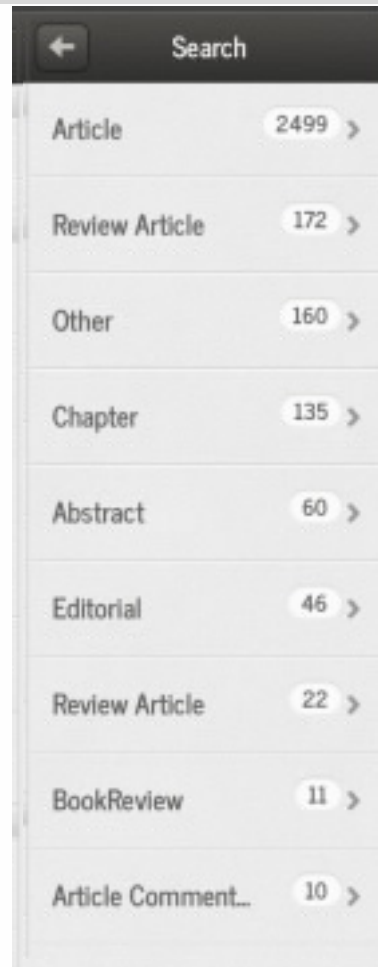 Search
Article 2499
Review Article 172
Other 160
Chapter 135
Abstract 60
Editorial 46
Review Article 22
BookReview 11
Article Comment... 10